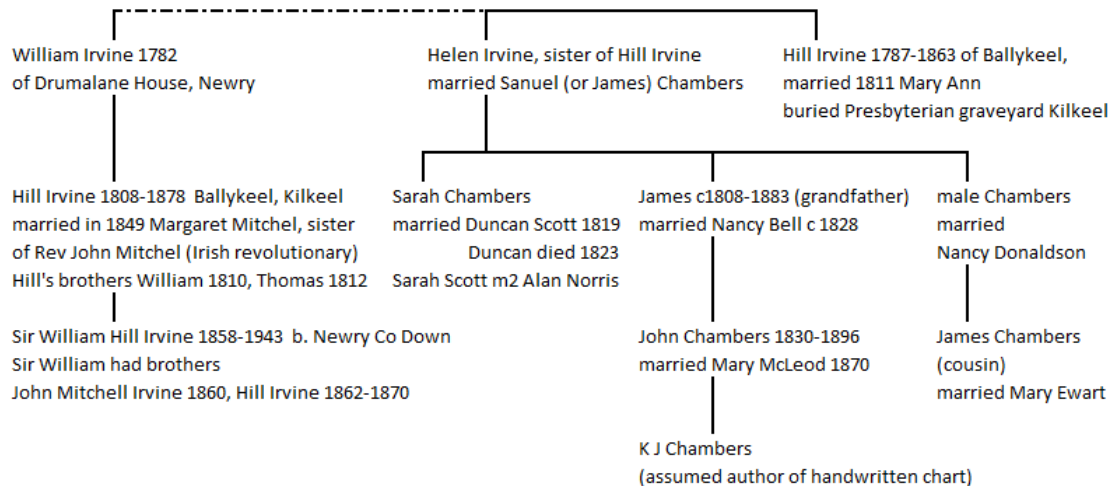 William Irvine 1782
of Drumalane House, Newry
Helen Irvine, sister of Hill Irvine
married Sanuel (or James) Chambers
Hill Irvine 1787-1863 of Ballykeel,
married 1811 Mary Ann
buried Presbyterian graveyard Kilkeel
Hill Irvine 1808-1878 Ballykeel, Kilkeel
married in 1849 Margaret Mitchel, sister
of Rev John Mitchel (Irish revolutionary)
Hill's brothers William 1810, Thomas 1812
Sarah Chambers
married Duncan Scott 1819
Duncan died 1823
Sarah Scott m2 Alan Norris
James c1808-1883 (grandfather)
married Nancy Bell c 1828
male Chambers
married
Nancy Donaldson
Sir William Hill Irvine 1858-1943 b. Newry Co Down
Sir William had brothers
John Mitchell Irvine 1860, Hill Irvine 1862-1870
John Chambers 1830-1896
married Mary McLeod 1870
James Chambers
(cousin)
married Mary Ewart
K J Chambers
(assumed author of handwritten chart)